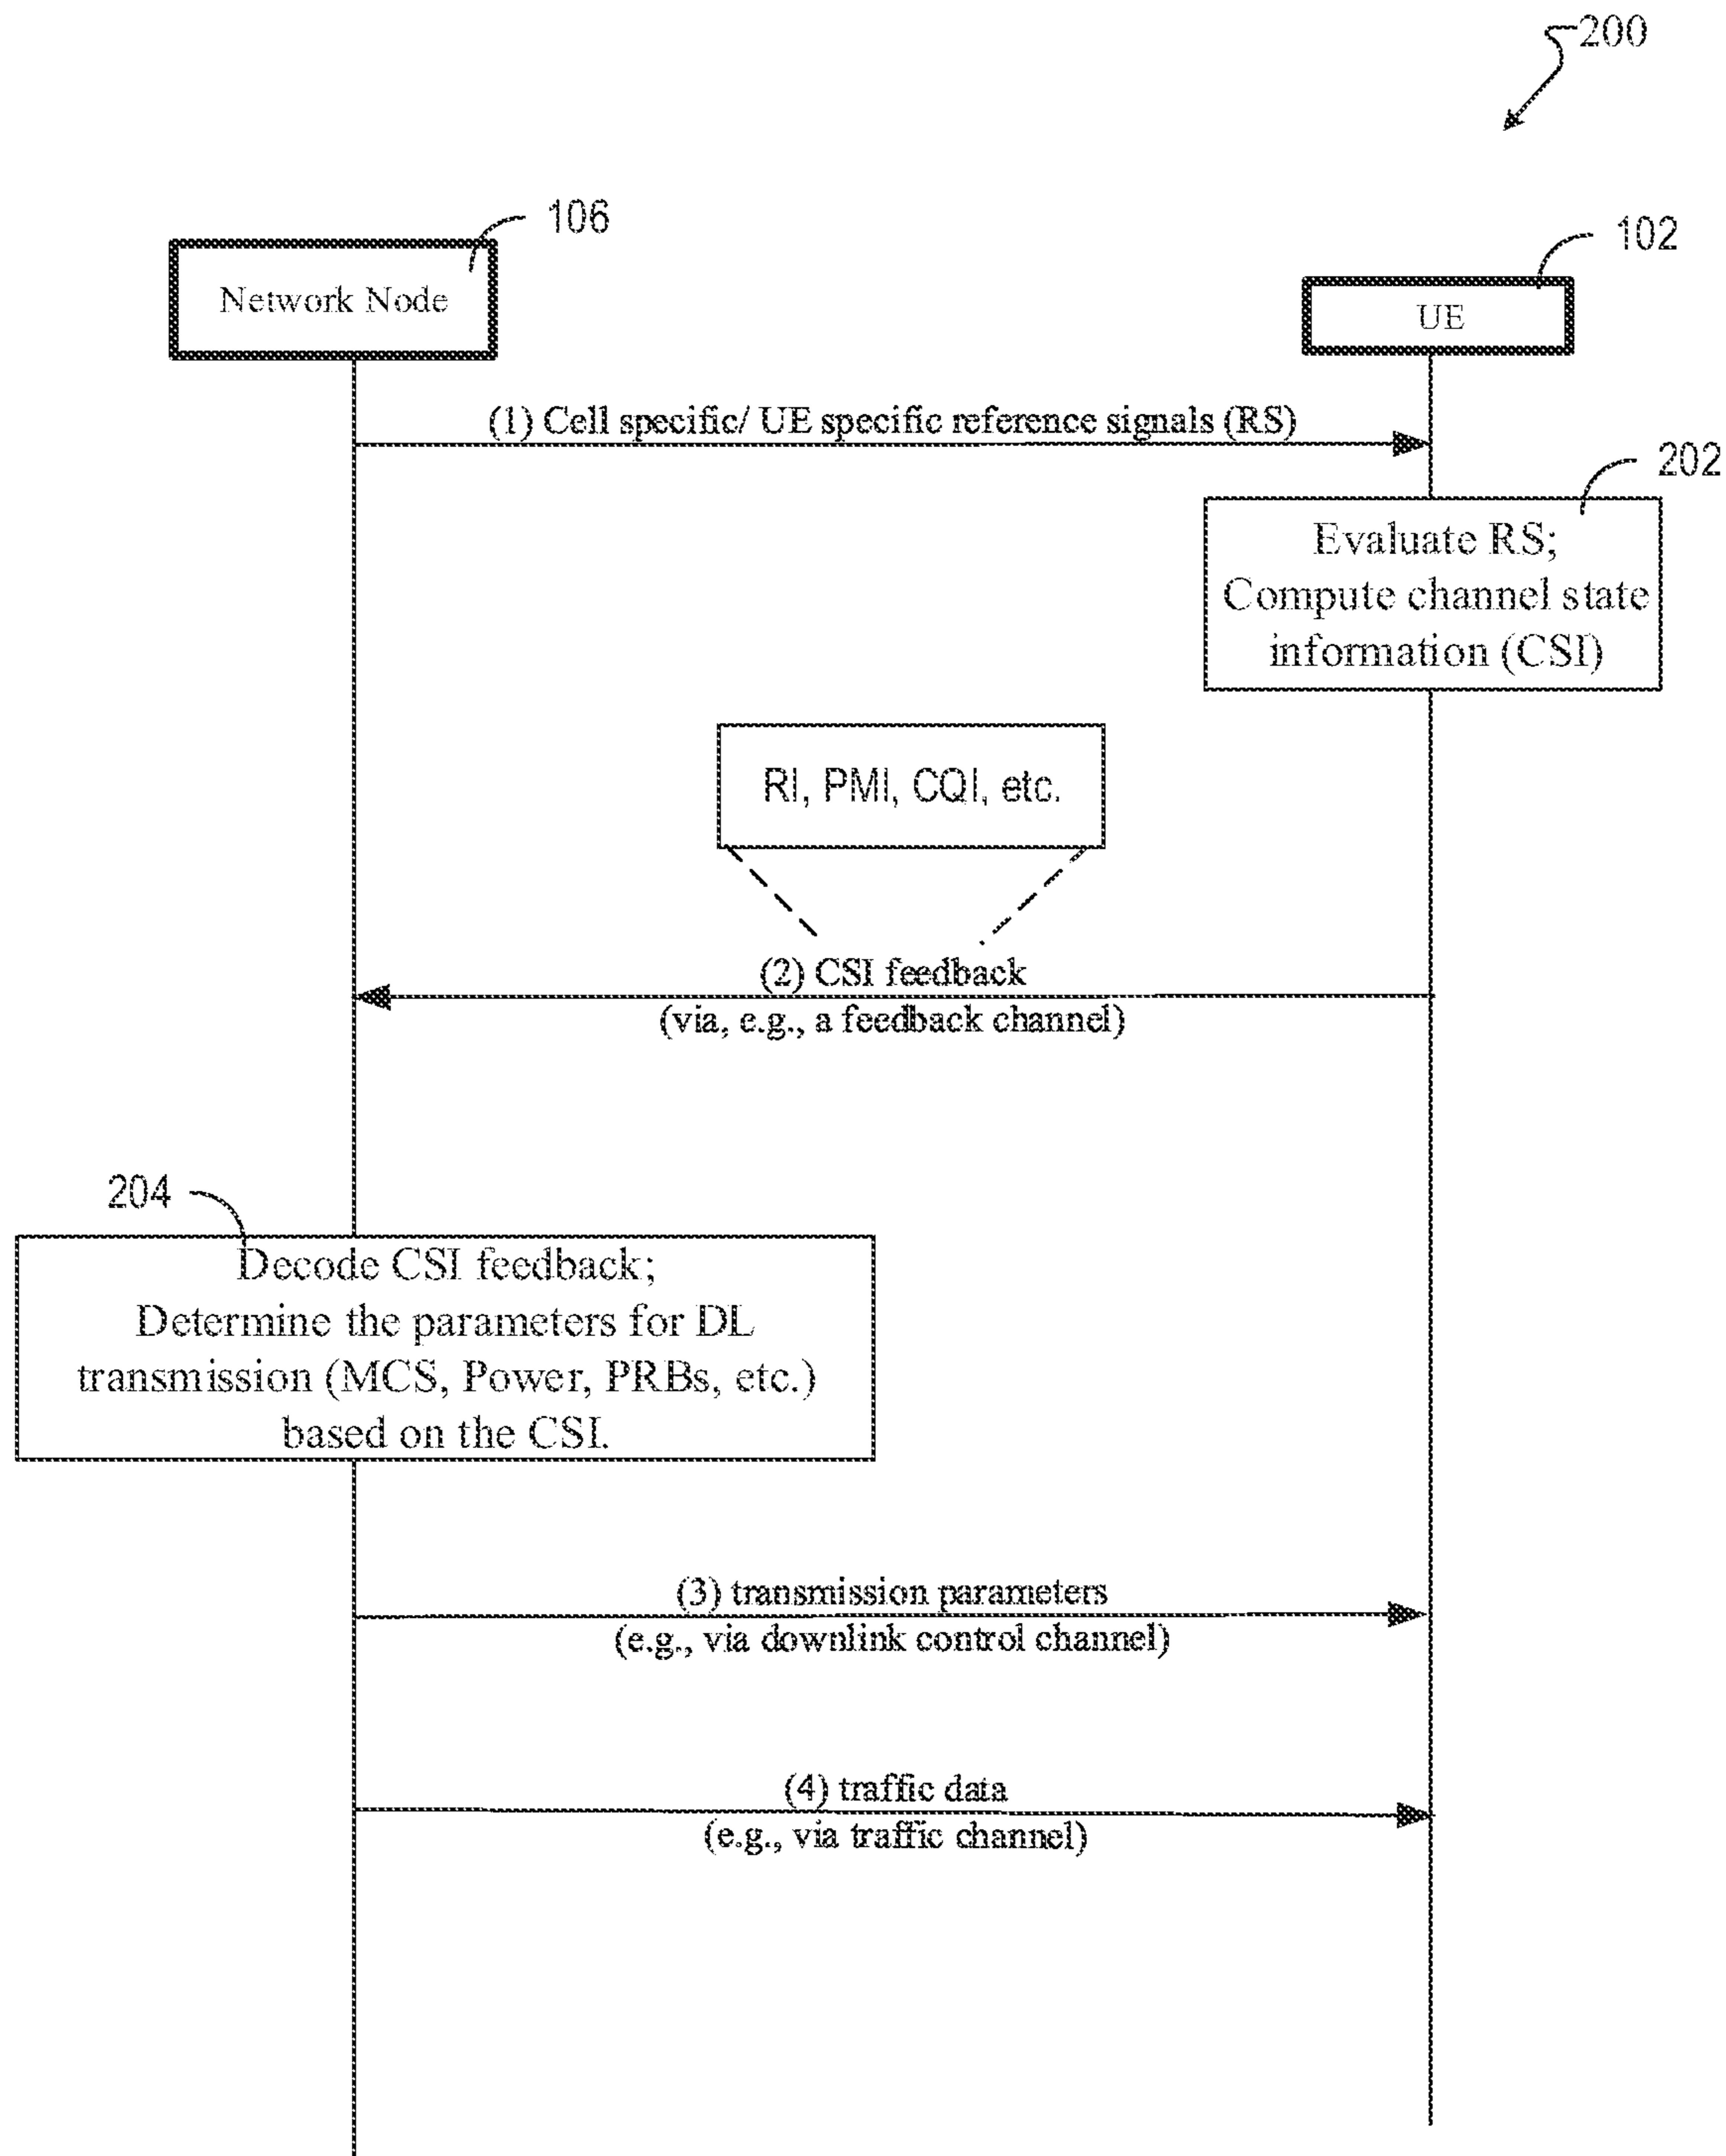 200
106
102
Network Node
UE
(1) Cell specific/ UE specific reference signals (RS)
202
Evaluate RS;
Compute channel state
information (CSI)
RI, PMI, CQI, etc.
(2) CSI feedback
(via, e.g., a feedback channel)
204
Decode CSI feedback;
Determine the parameters for DL
transmission (MCS, Power, PRBs, etc.)
based on the CSI.
(3) transmission parameters
(e.g., via downlink control channel)
(4) traffic data
(e.g., via traffic channel)